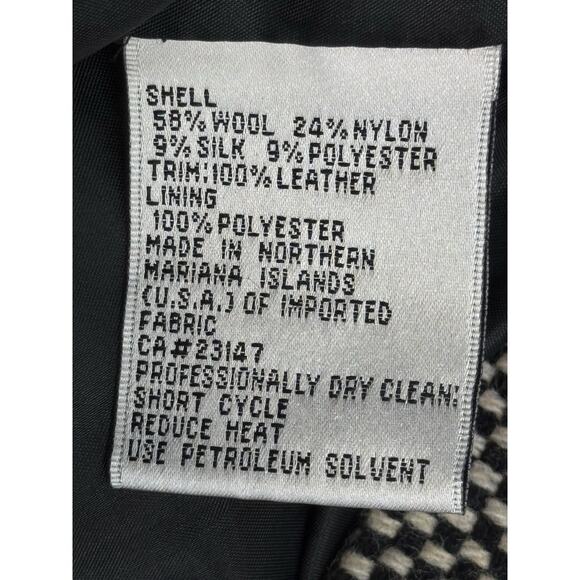 SHELL
58% WOOL 24% NYLON
9% SILK 9% POLYESTER
TRIM:100% LEATHER
LINING
100% POLYESTER
MADE IN NORTHERN
MARIANA ISLANDS
(U.S.A.) OF IMPORTED
FABRIC
CA#23147
PROFESSIONALLY DRY CLEAN:
SHORT CYCLE
REDUCE HEAT
USE PETROLEUM SOLVENT